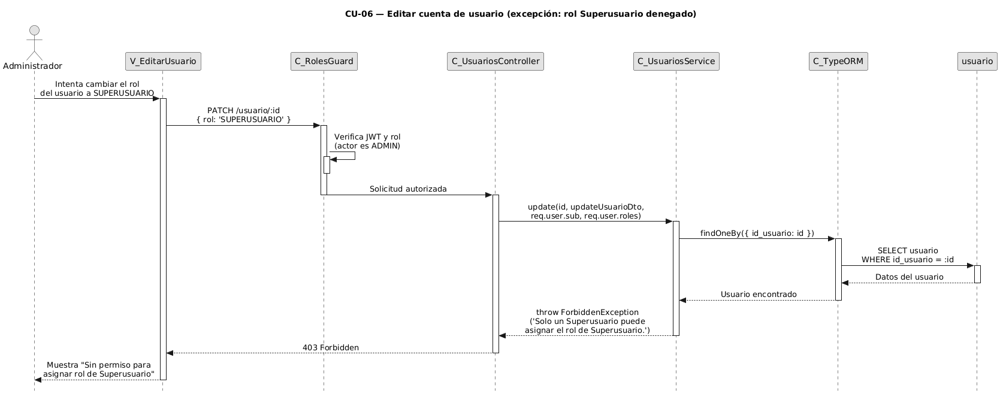 CU-06 — Editar cuenta de usuario (excepción: rol Superusuario denegado)
Administrador
V_EditarUsuario
C_RolesGuard
C_UsuariosController
C_UsuariosService
C_TypeORM
usuario
Intenta cambiar el rol
del usuario a SUPERUSUARIO
PATCH /usuario/:id
{ rol: 'SUPERUSUARIO' }
Verifica JWT y rol
(actor es ADMIN)
Solicitud autorizada
update(id, updateUsuarioDto,
req.user.sub, req.user.roles)
findOneBy({ id_usuario: id })
SELECT usuario
WHERE id_usuario = :id
Datos del usuario
Usuario encontrado
throw ForbiddenException
('Solo un Superusuario puede
asignar el rol de Superusuario.')
403 Forbidden
Muestra "Sin permiso para
asignar rol de Superusuario"